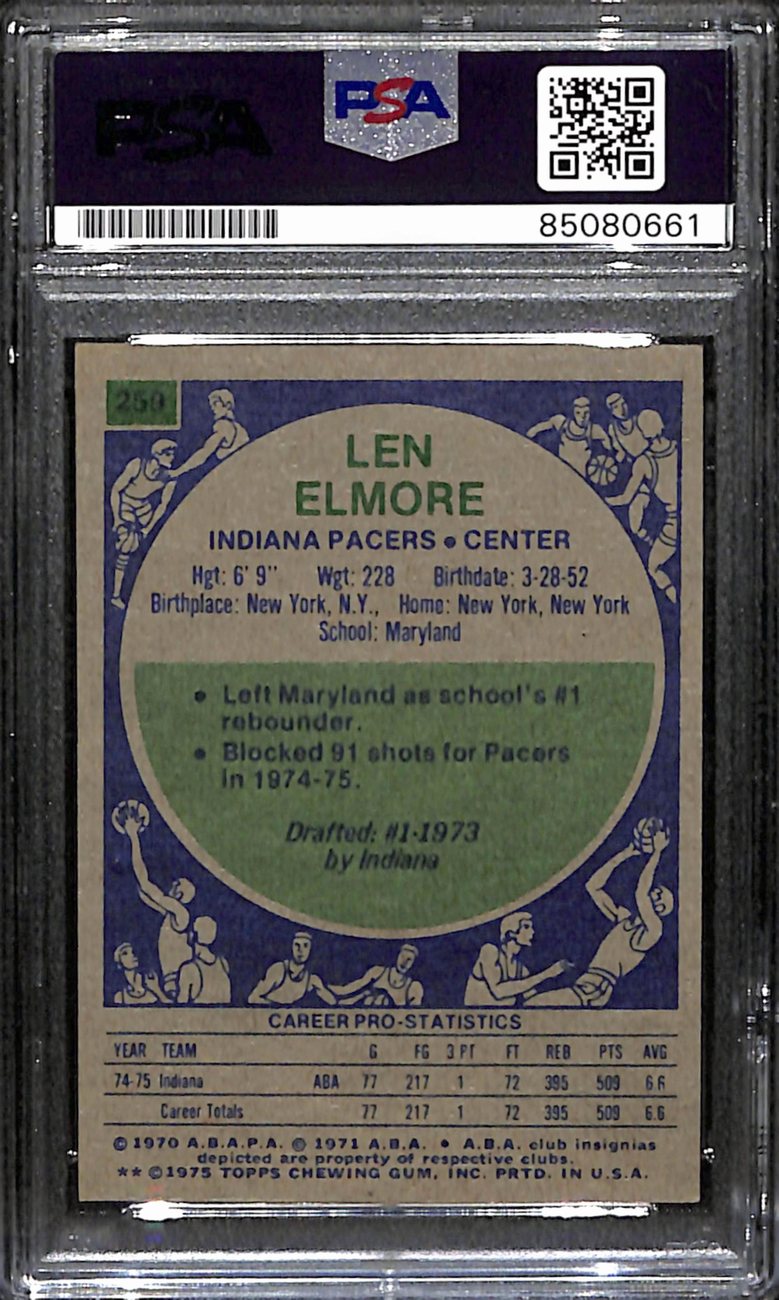 PSA
PSA
85080661
250
LEN
ELMORE
INDIANA PACERS • CENTER
Hgt: 6' 9" Wgt: 228 Birthdate: 3-28-52
Birthplace: New York, N.Y., Home: New York, New York
School: Maryland
• Left Maryland as school's #1
rebounder.
• Blocked 91 shots for Pacers
in 1974-75.
Drafted: #1-1973
by Indiana
CAREER PRO-STATISTICS
YEAR TEAM G FG 3 PT FT REB PTS AVG
74-75 Indiana ABA 77 217 1 72 395 509 6.6
Career Totals 77 217 1 72 395 509 6.6
© 1970 A.B.A.P.A. © 1971 A.B.A. • A.B.A. club insignias
depicted are property of respective clubs.
** © 1975 TOPPS CHEWING GUM, INC. PRTD. IN U.S.A.